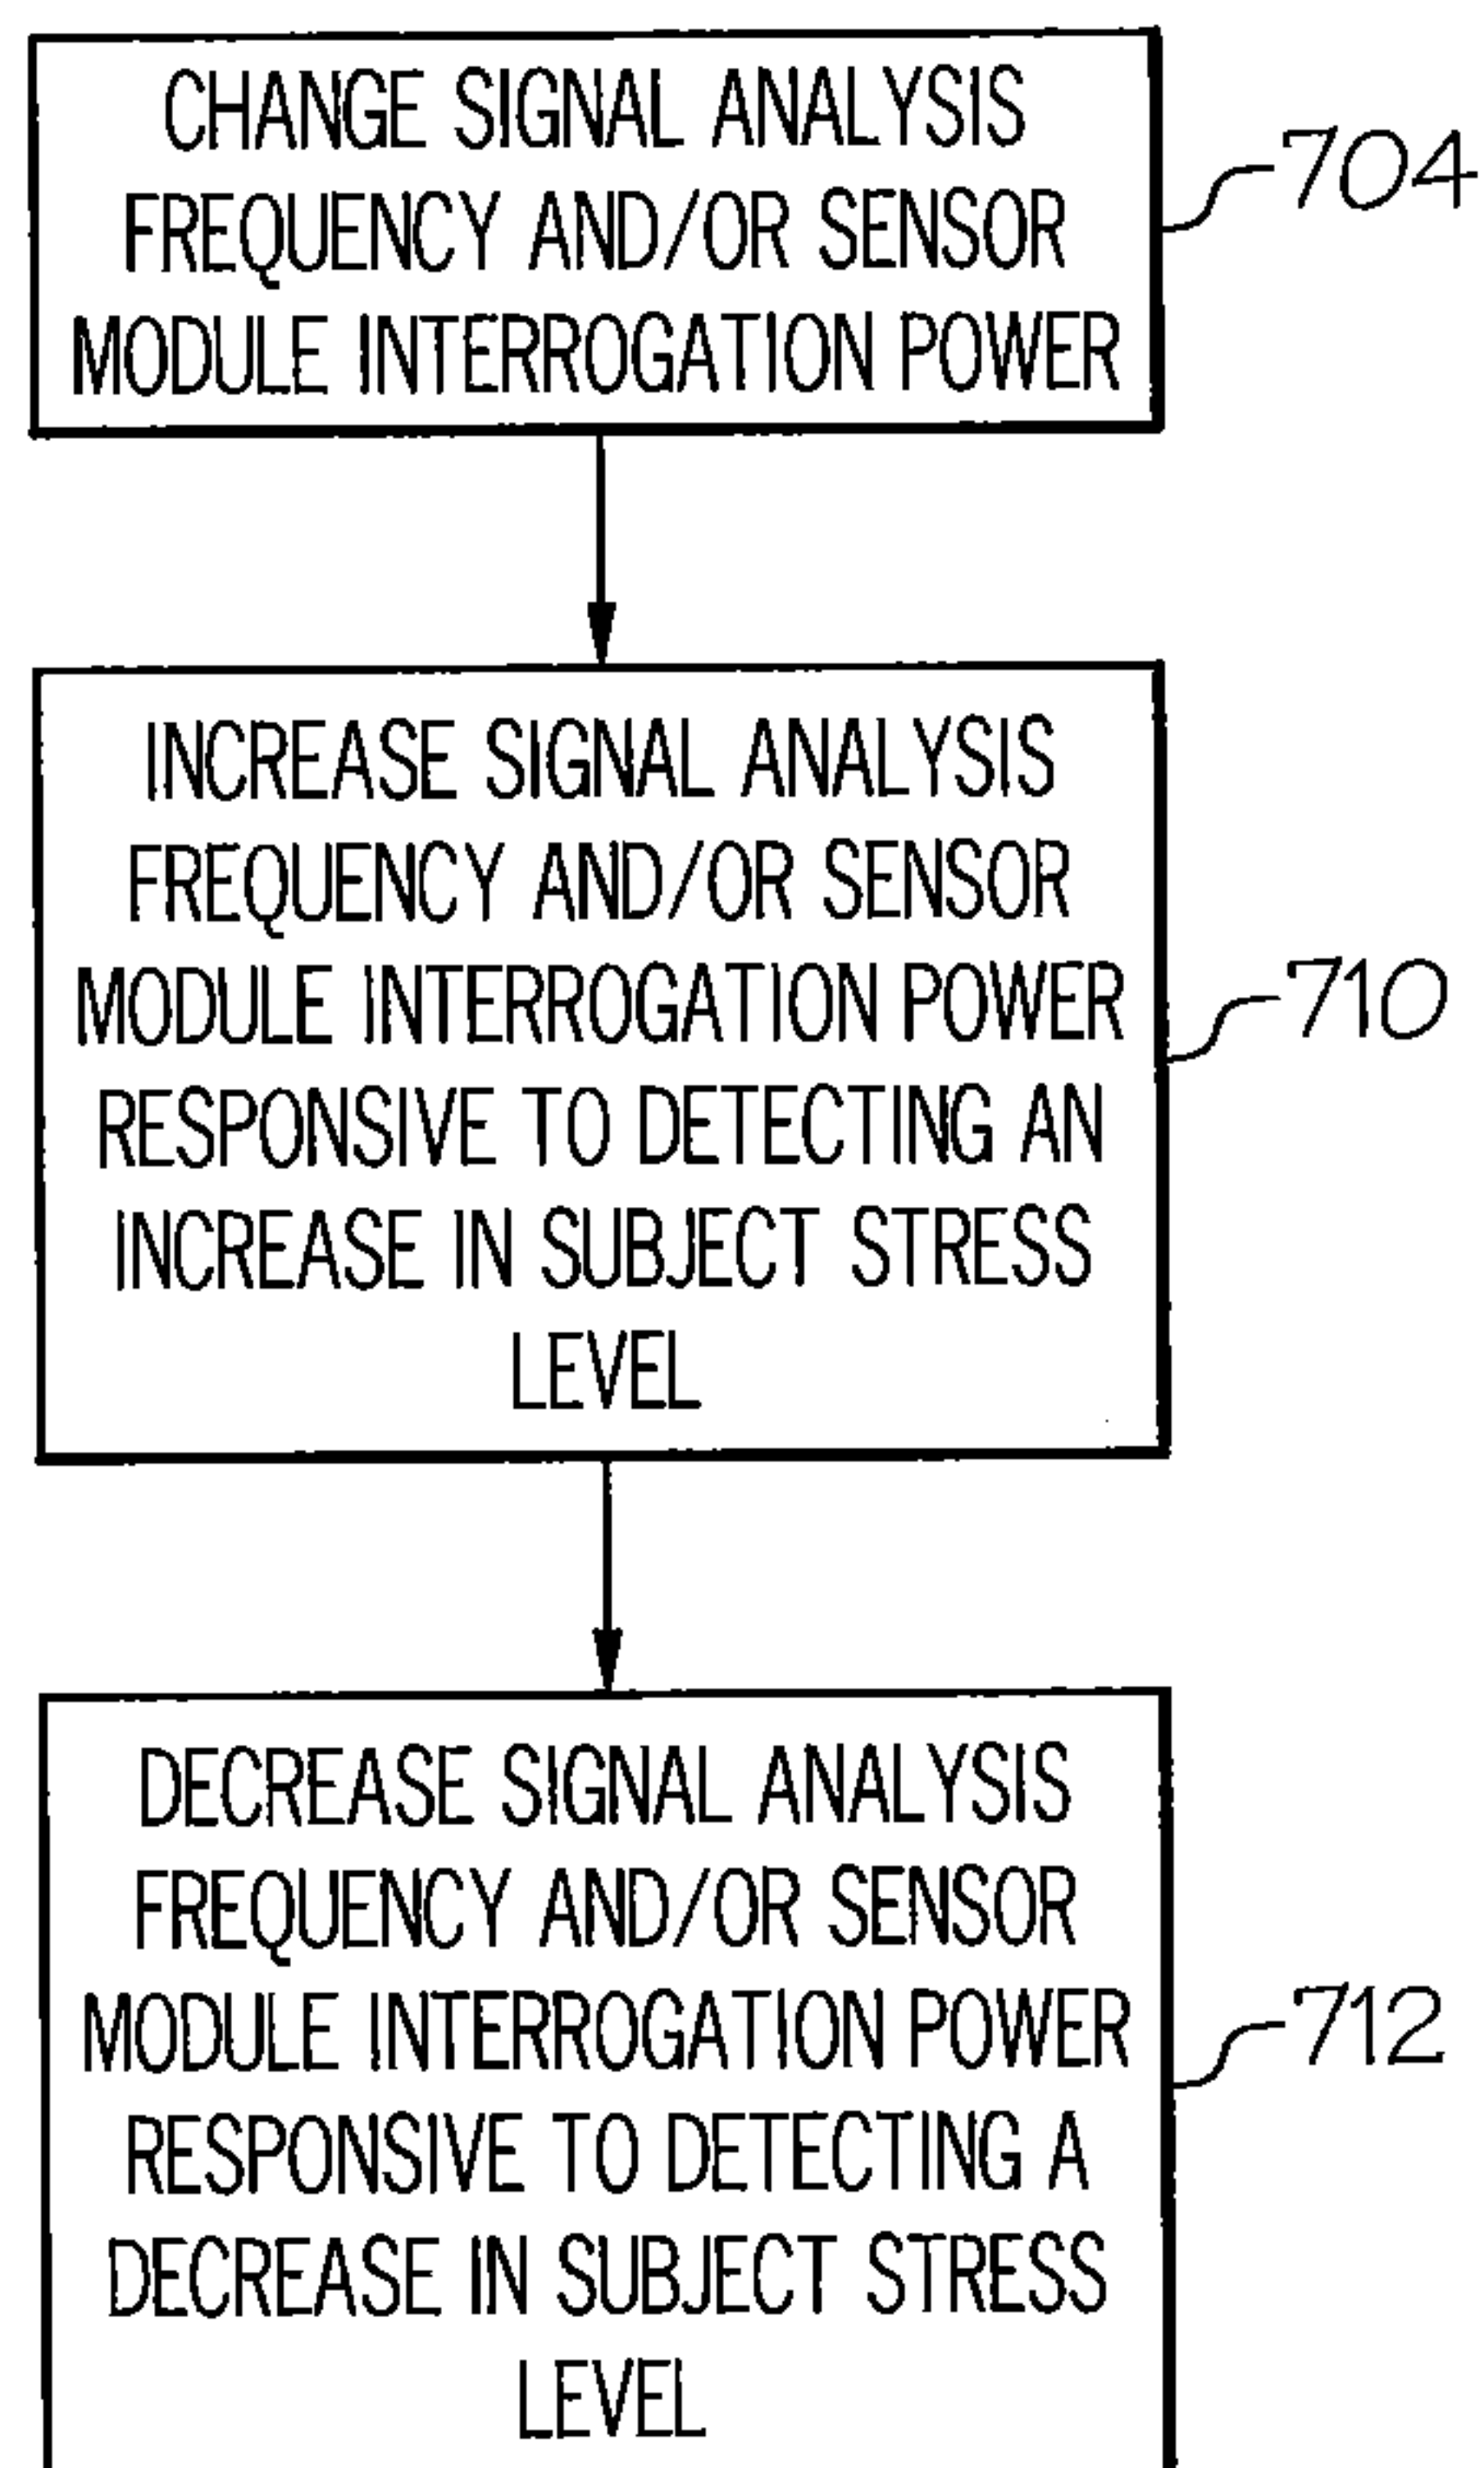 CHANGE SIGNAL ANALYSIS
FREQUENCY AND/OR SENSOR
MODULE INTERROGATION POWER
704
INCREASE SIGNAL ANALYSIS
FREQUENCY AND/OR SENSOR
MODULE INTERROGATION POWER
RESPONSIVE TO DETECTING AN
INCREASE IN SUBJECT STRESS
LEVEL
710
DECREASE SIGNAL ANALYSIS
FREQUENCY AND/OR SENSOR
MODULE INTERROGATION POWER
RESPONSIVE TO DETECTING A
DECREASE IN SUBJECT STRESS
LEVEL
712